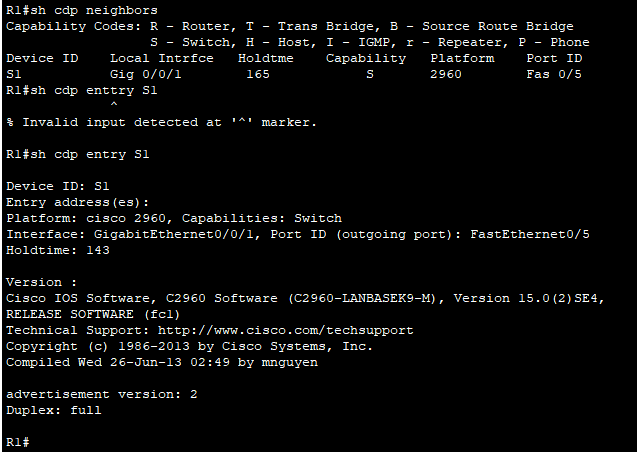 R1#sh cdp neighbors
Capability Codes: R - Router, T - Trans Bridge, B - Source Route Bridge
S - Switch, H - Host, I - IGMP, r - Repeater, P - Phone
Device ID    Local Intrfce   Holdtme    Capability   Platform    Port ID
S1           Gig 0/0/1        165            S       2960        Fas 0/5
R1#sh cdp enttry S1
^
% Invalid input detected at '^' marker.
R1#sh cdp entry S1
Device ID: S1
Entry address(es):
Platform: cisco 2960, Capabilities: Switch
Interface: GigabitEthernet0/0/1, Port ID (outgoing port): FastEthernet0/5
Holdtime: 143
Version :
Cisco IOS Software, C2960 Software (C2960-LANBASEK9-M), Version 15.0(2)SE4,
RELEASE SOFTWARE (fc1)
Technical Support: http://www.cisco.com/techsupport
Copyright (c) 1986-2013 by Cisco Systems, Inc.
Compiled Wed 26-Jun-13 02:49 by mnguyen
advertisement version: 2
Duplex: full
R1#